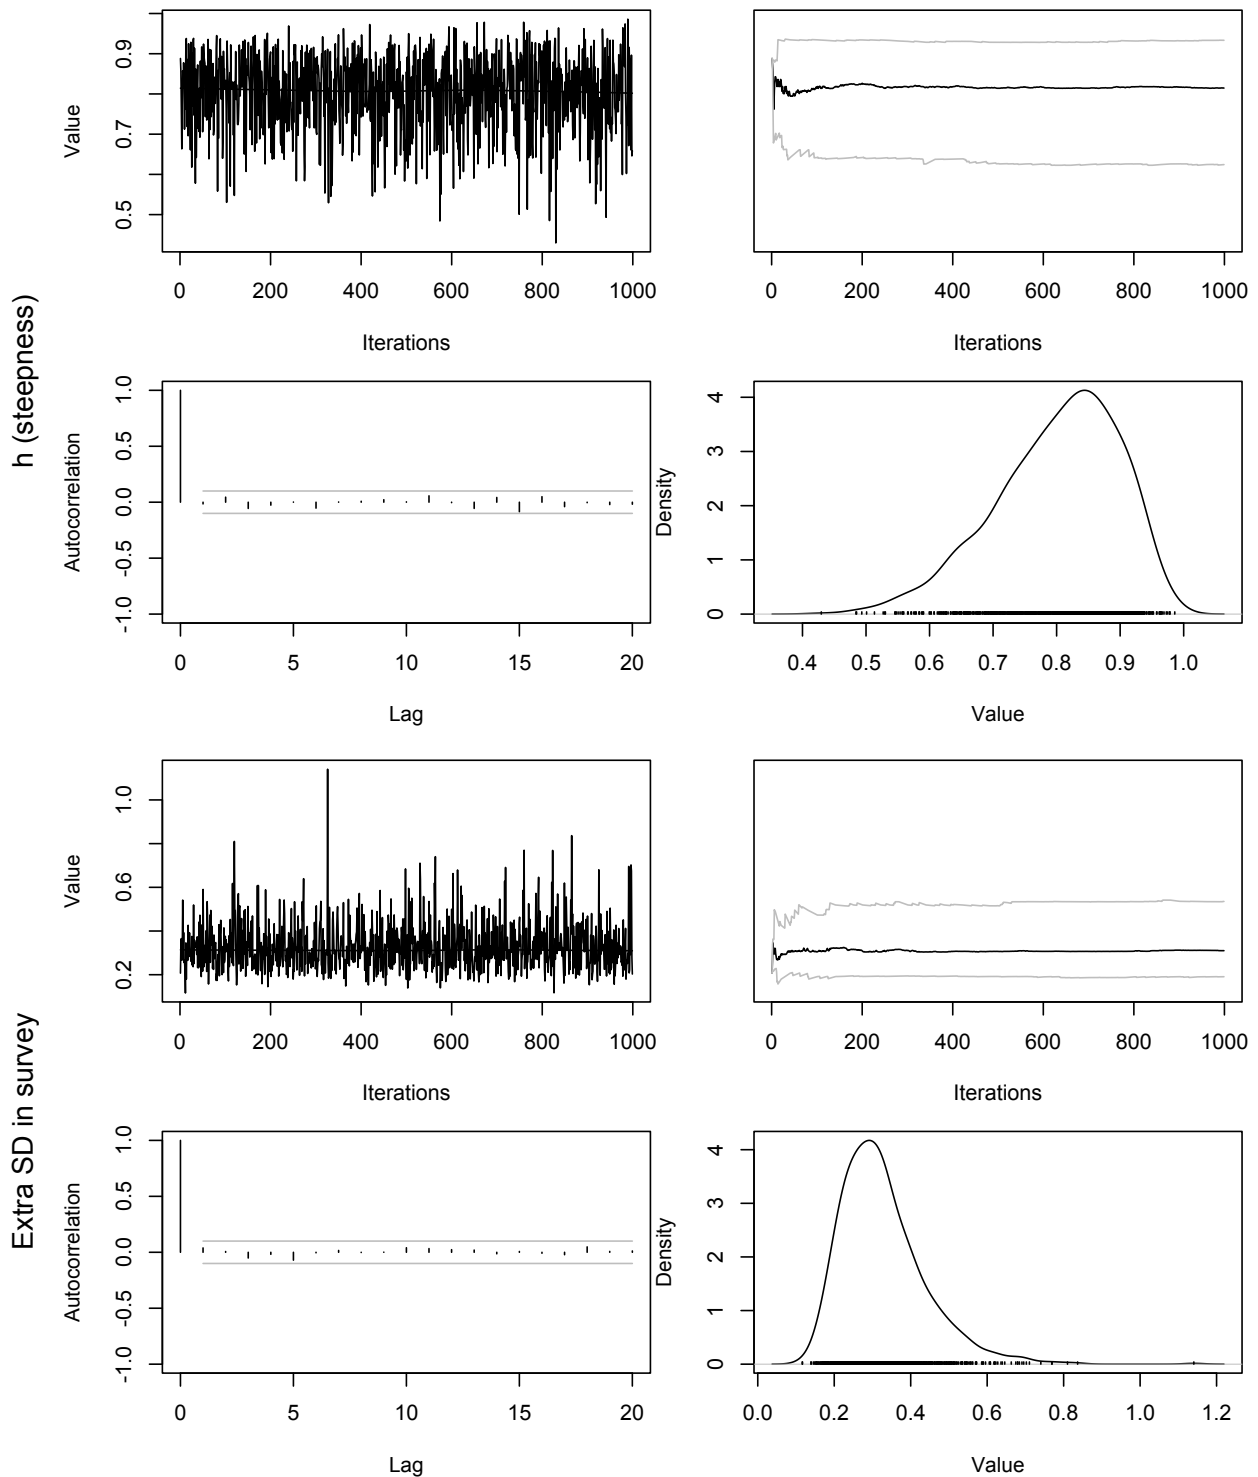 h (steepness)
Value
0.5
0.7
0.9
0 200 400 600 800 1000
Iterations
0 200 400 600 800 1000
Iterations
Autocorrelation
-1.0
-0.5
0.0
0.5
1.0
0 5 10 15 20
Lag
Density
0
1
2
3
4
0.4 0.5 0.6 0.7 0.8 0.9 1.0
Value
Extra SD in survey
Value
0.2
0.6
1.0
0 200 400 600 800 1000
Iterations
0 200 400 600 800 1000
Iterations
Autocorrelation
-1.0
-0.5
0.0
0.5
1.0
0 5 10 15 20
Lag
Density
0
1
2
3
4
0.0 0.2 0.4 0.6 0.8 1.0 1.2
Value